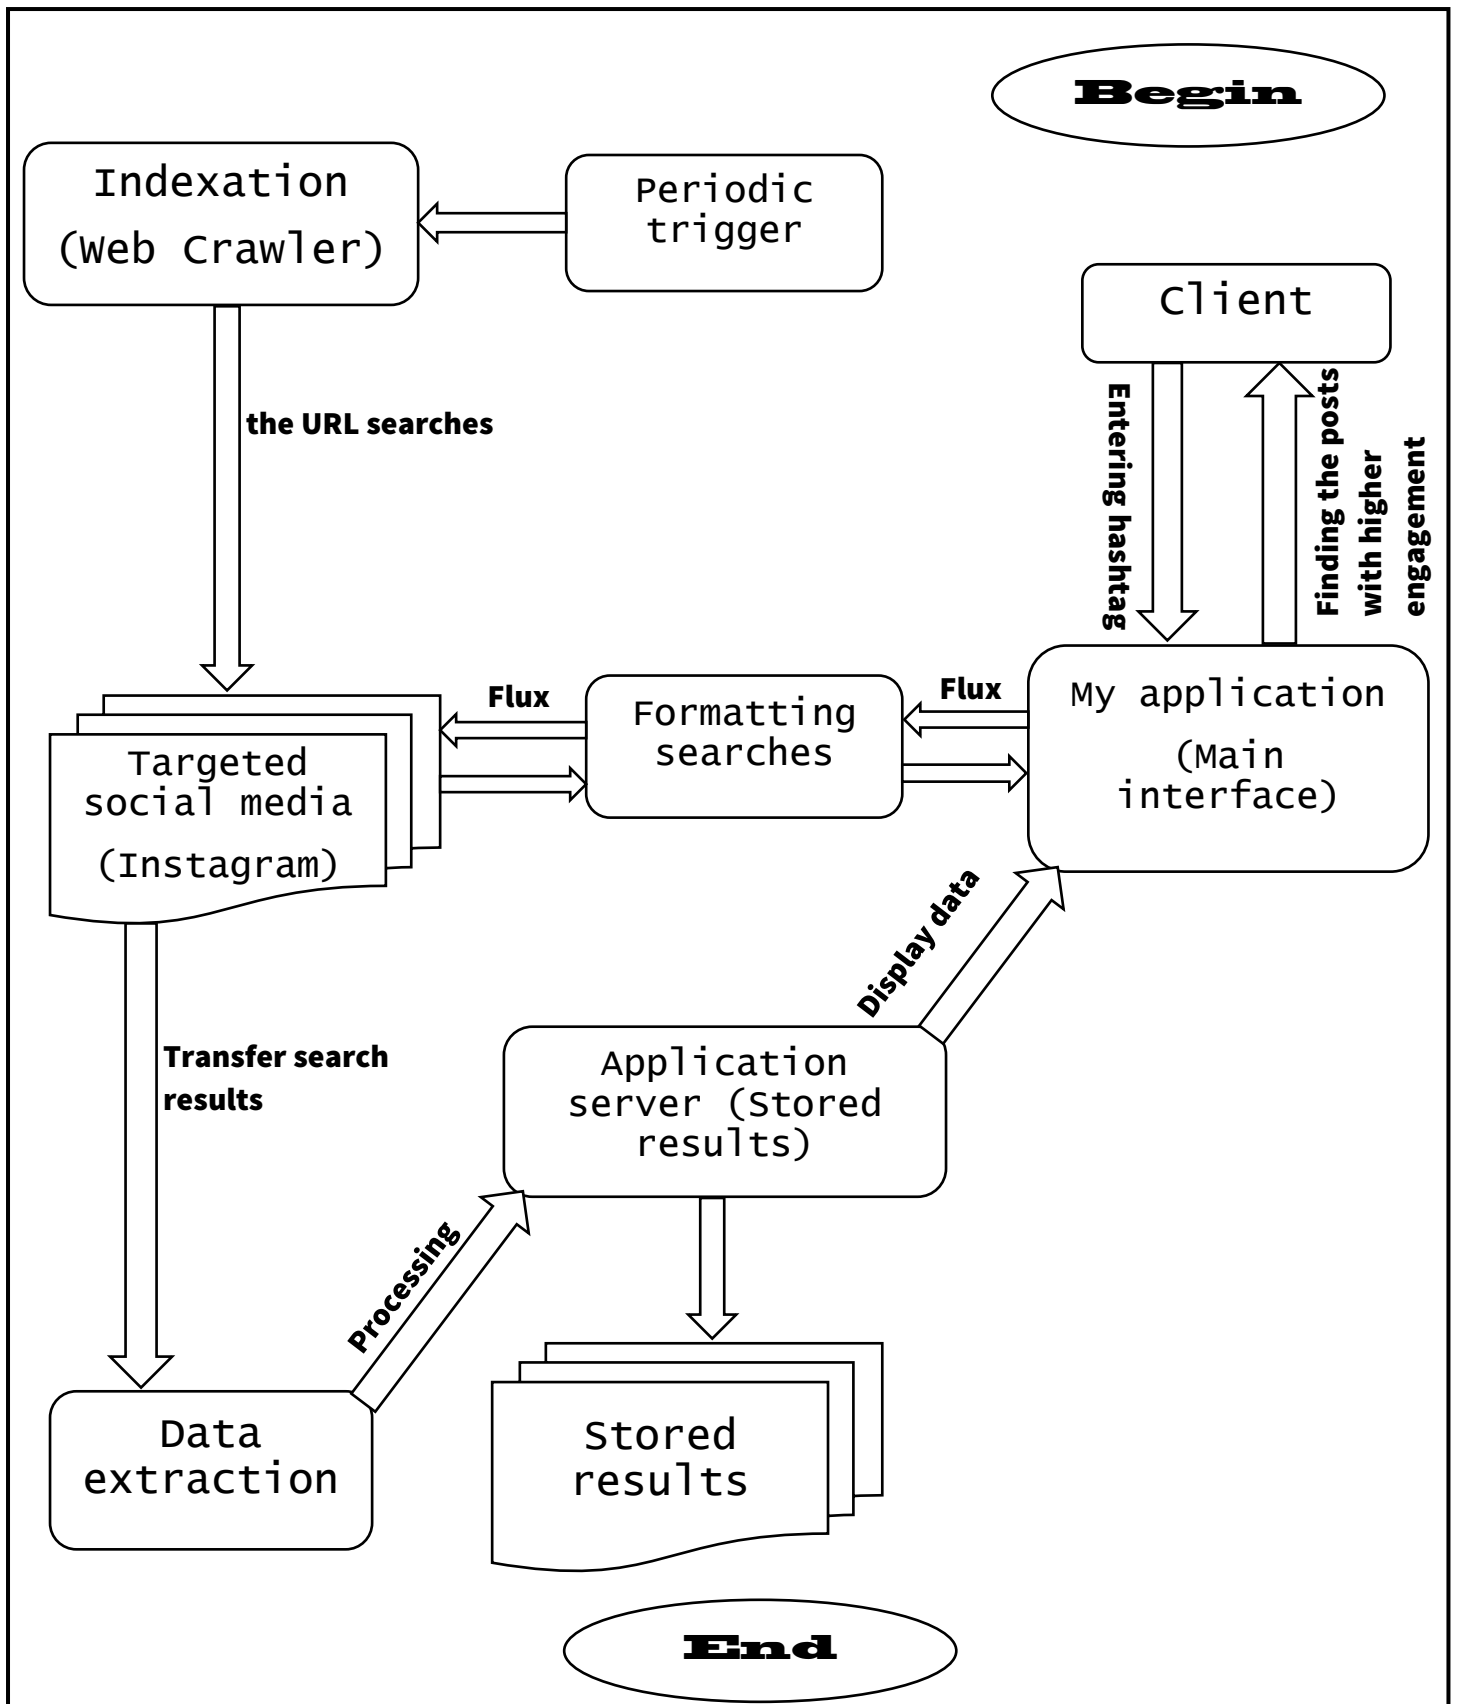 Begin
Indexation
(Web Crawler)
Periodic
trigger
Client
the URL searches
Entering hashtag
Finding the posts
with higher
engagement
Flux
Formatting
searches
Flux
My application
(Main
interface)
Targeted
social media
(Instagram)
Display data
Transfer search
results
Application
server (Stored
results)
Processing
Data
extraction
Stored
results
End